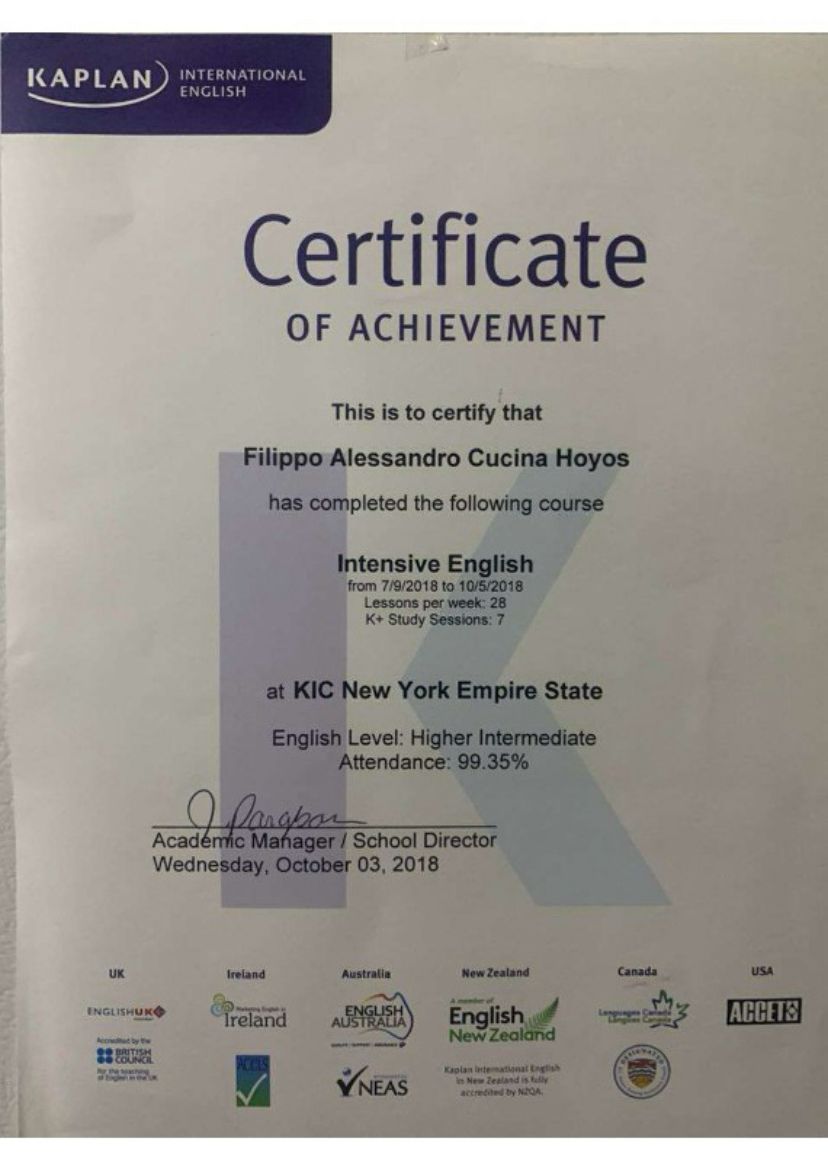 KAPLAN INTERNATIONAL
ENGLISH
Certificate
OF ACHIEVEMENT
This is to certify that
Filippo Alessandro Cucina Hoyos
has completed the following course
Intensive English
from 7/9/2018 to 10/5/2018
Lessons per week: 28
K+ Study Sessions: 7
at KIC New York Empire State
English Level: Higher Intermediate
Attendance: 99.35%
Academic Manager / School Director
Wednesday, October 03, 2018
UK
Ireland
Australia
New Zealand
Canada
USA
ENGLISHUK
Marketing English in
Ireland
ENGLISH
AUSTRALIA
A member of
English
New Zealand
Languages Canada
Langues Canada
ACCET
Accredited by the
BRITISH
COUNCIL
for the teaching
of English in the UK
ACELS
NEAS
Kaplan International English
in New Zealand is fully
accredited by NZQA.